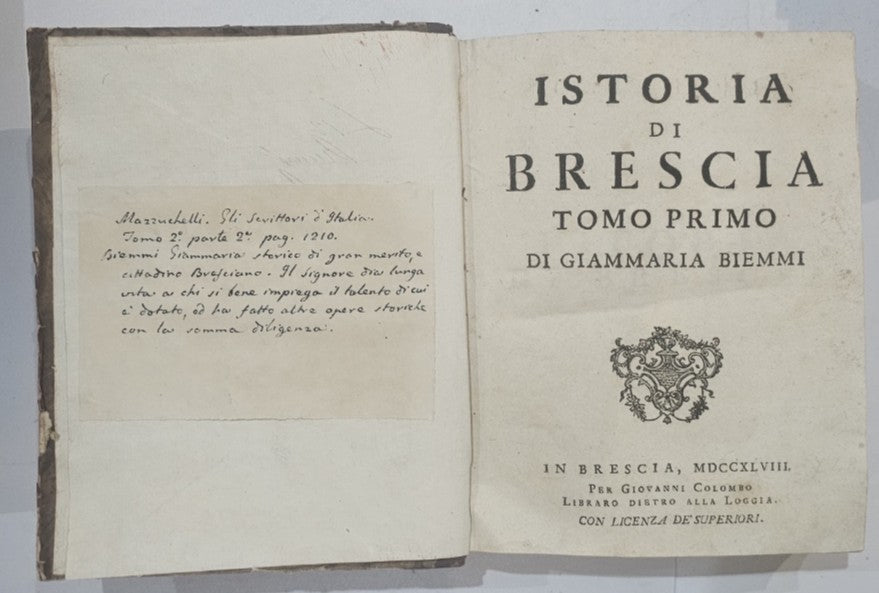 Mazzuchelli. Gli Scrittori d'Italia.
Tomo 2º parte 2ª pag. 1210.
Biemmi Giammaria storico di gran merito, e
cittadino Bresciano. Il Signore dia lunga
vita a chi si bene impiega il talento di cui
è dotato, ed ha fatto altre opere storiche
con la somma diligenza.
ISTORIA
DI
BRESCIA
TOMO PRIMO
DI GIAMMARIA BIEMMI
IN BRESCIA, MDCCXLVIII.
PER GIOVANNI COLOMBO
LIBRARO DIETRO ALLA LOGGIA.
CON LICENZA DE' SUPERIORI.